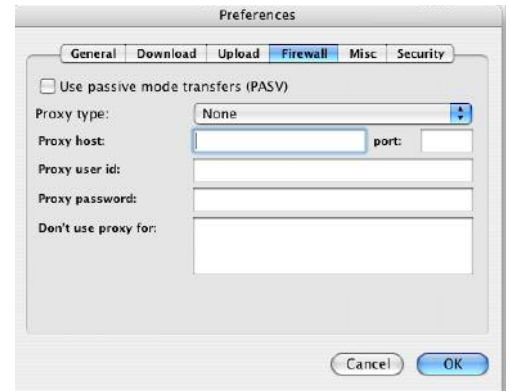 Preferences
General Download Upload Firewall Misc Security
Use passive mode transfers (PASV)
Proxy type: None
Proxy host: port:
Proxy user id:
Proxy password:
Don't use proxy for:
Cancel OK